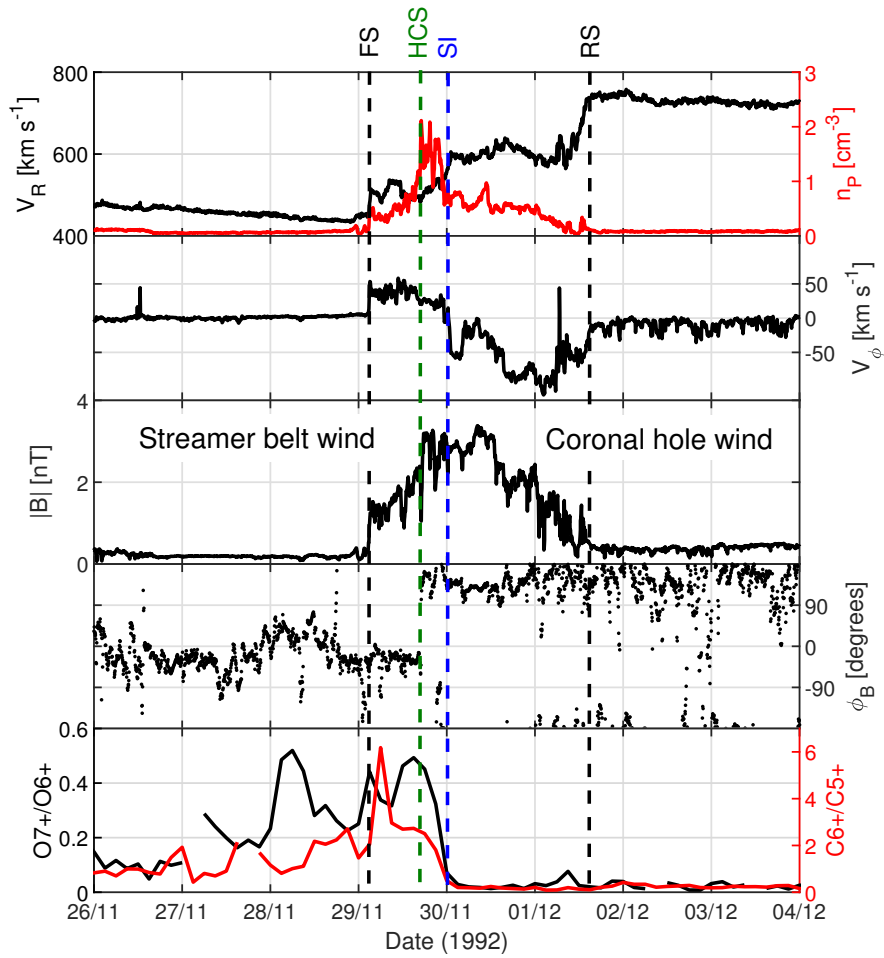 FS
HCS
SI
RS
800
600
400
V_R [km s^-1]
3
2
1
0
n_P [cm^-3]
50
0
-50
V_ϕ [km s^-1]
4
2
0
|B| [nT]
Streamer belt wind
Coronal hole wind
90
0
-90
ϕ_B [degrees]
0.6
0.4
0.2
0
O7+/O6+
6
4
2
0
C6+/C5+
26/11 27/11 28/11 29/11 30/11 01/12 02/12 03/12 04/12
Date (1992)